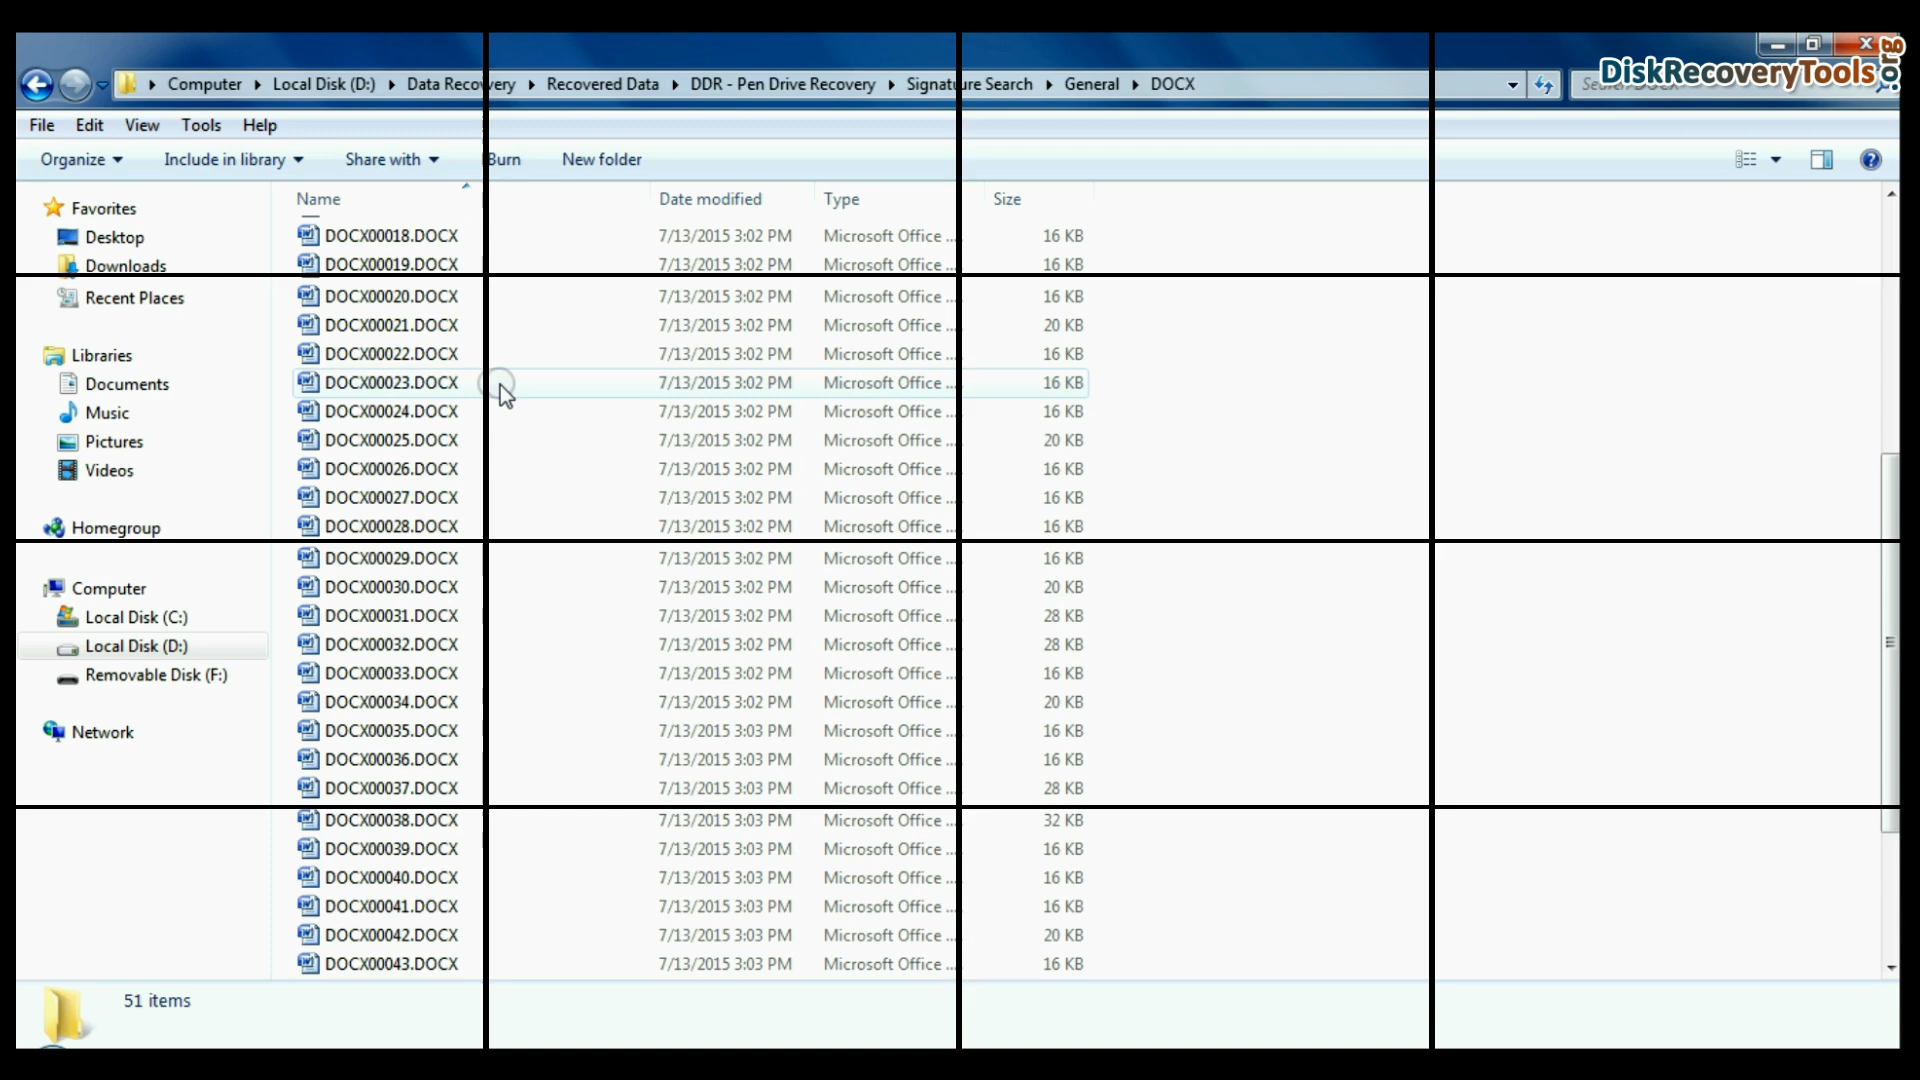 DiskRecoveryTools.org
Computer Local Disk (D:) Data Recovery Recovered Data DDR - Pen Drive Recovery Signature Search General DOCX Search DOCX
File Edit View Tools Help
Organize Include in library Share with Burn New folder
Name Date modified Type Size
Favorites
Desktop
Downloads
Recent Places
Libraries
Documents
Music
Pictures
Videos
Homegroup
Computer
Local Disk (C:)
Local Disk (D:)
Removable Disk (F:)
Network
DOCX00018.DOCX 7/13/2015 3:02 PM Microsoft Office ... 16 KB
DOCX00019.DOCX 7/13/2015 3:02 PM Microsoft Office ... 16 KB
DOCX00020.DOCX 7/13/2015 3:02 PM Microsoft Office ... 16 KB
DOCX00021.DOCX 7/13/2015 3:02 PM Microsoft Office ... 20 KB
DOCX00022.DOCX 7/13/2015 3:02 PM Microsoft Office ... 16 KB
DOCX00023.DOCX 7/13/2015 3:02 PM Microsoft Office ... 16 KB
DOCX00024.DOCX 7/13/2015 3:02 PM Microsoft Office ... 16 KB
DOCX00025.DOCX 7/13/2015 3:02 PM Microsoft Office ... 20 KB
DOCX00026.DOCX 7/13/2015 3:02 PM Microsoft Office ... 16 KB
DOCX00027.DOCX 7/13/2015 3:02 PM Microsoft Office ... 16 KB
DOCX00028.DOCX 7/13/2015 3:02 PM Microsoft Office ... 16 KB
DOCX00029.DOCX 7/13/2015 3:02 PM Microsoft Office ... 16 KB
DOCX00030.DOCX 7/13/2015 3:02 PM Microsoft Office ... 20 KB
DOCX00031.DOCX 7/13/2015 3:02 PM Microsoft Office ... 28 KB
DOCX00032.DOCX 7/13/2015 3:02 PM Microsoft Office ... 28 KB
DOCX00033.DOCX 7/13/2015 3:02 PM Microsoft Office ... 16 KB
DOCX00034.DOCX 7/13/2015 3:02 PM Microsoft Office ... 20 KB
DOCX00035.DOCX 7/13/2015 3:03 PM Microsoft Office ... 16 KB
DOCX00036.DOCX 7/13/2015 3:03 PM Microsoft Office ... 16 KB
DOCX00037.DOCX 7/13/2015 3:03 PM Microsoft Office ... 28 KB
DOCX00038.DOCX 7/13/2015 3:03 PM Microsoft Office ... 32 KB
DOCX00039.DOCX 7/13/2015 3:03 PM Microsoft Office ... 16 KB
DOCX00040.DOCX 7/13/2015 3:03 PM Microsoft Office ... 16 KB
DOCX00041.DOCX 7/13/2015 3:03 PM Microsoft Office ... 16 KB
DOCX00042.DOCX 7/13/2015 3:03 PM Microsoft Office ... 20 KB
DOCX00043.DOCX 7/13/2015 3:03 PM Microsoft Office ... 16 KB
51 items